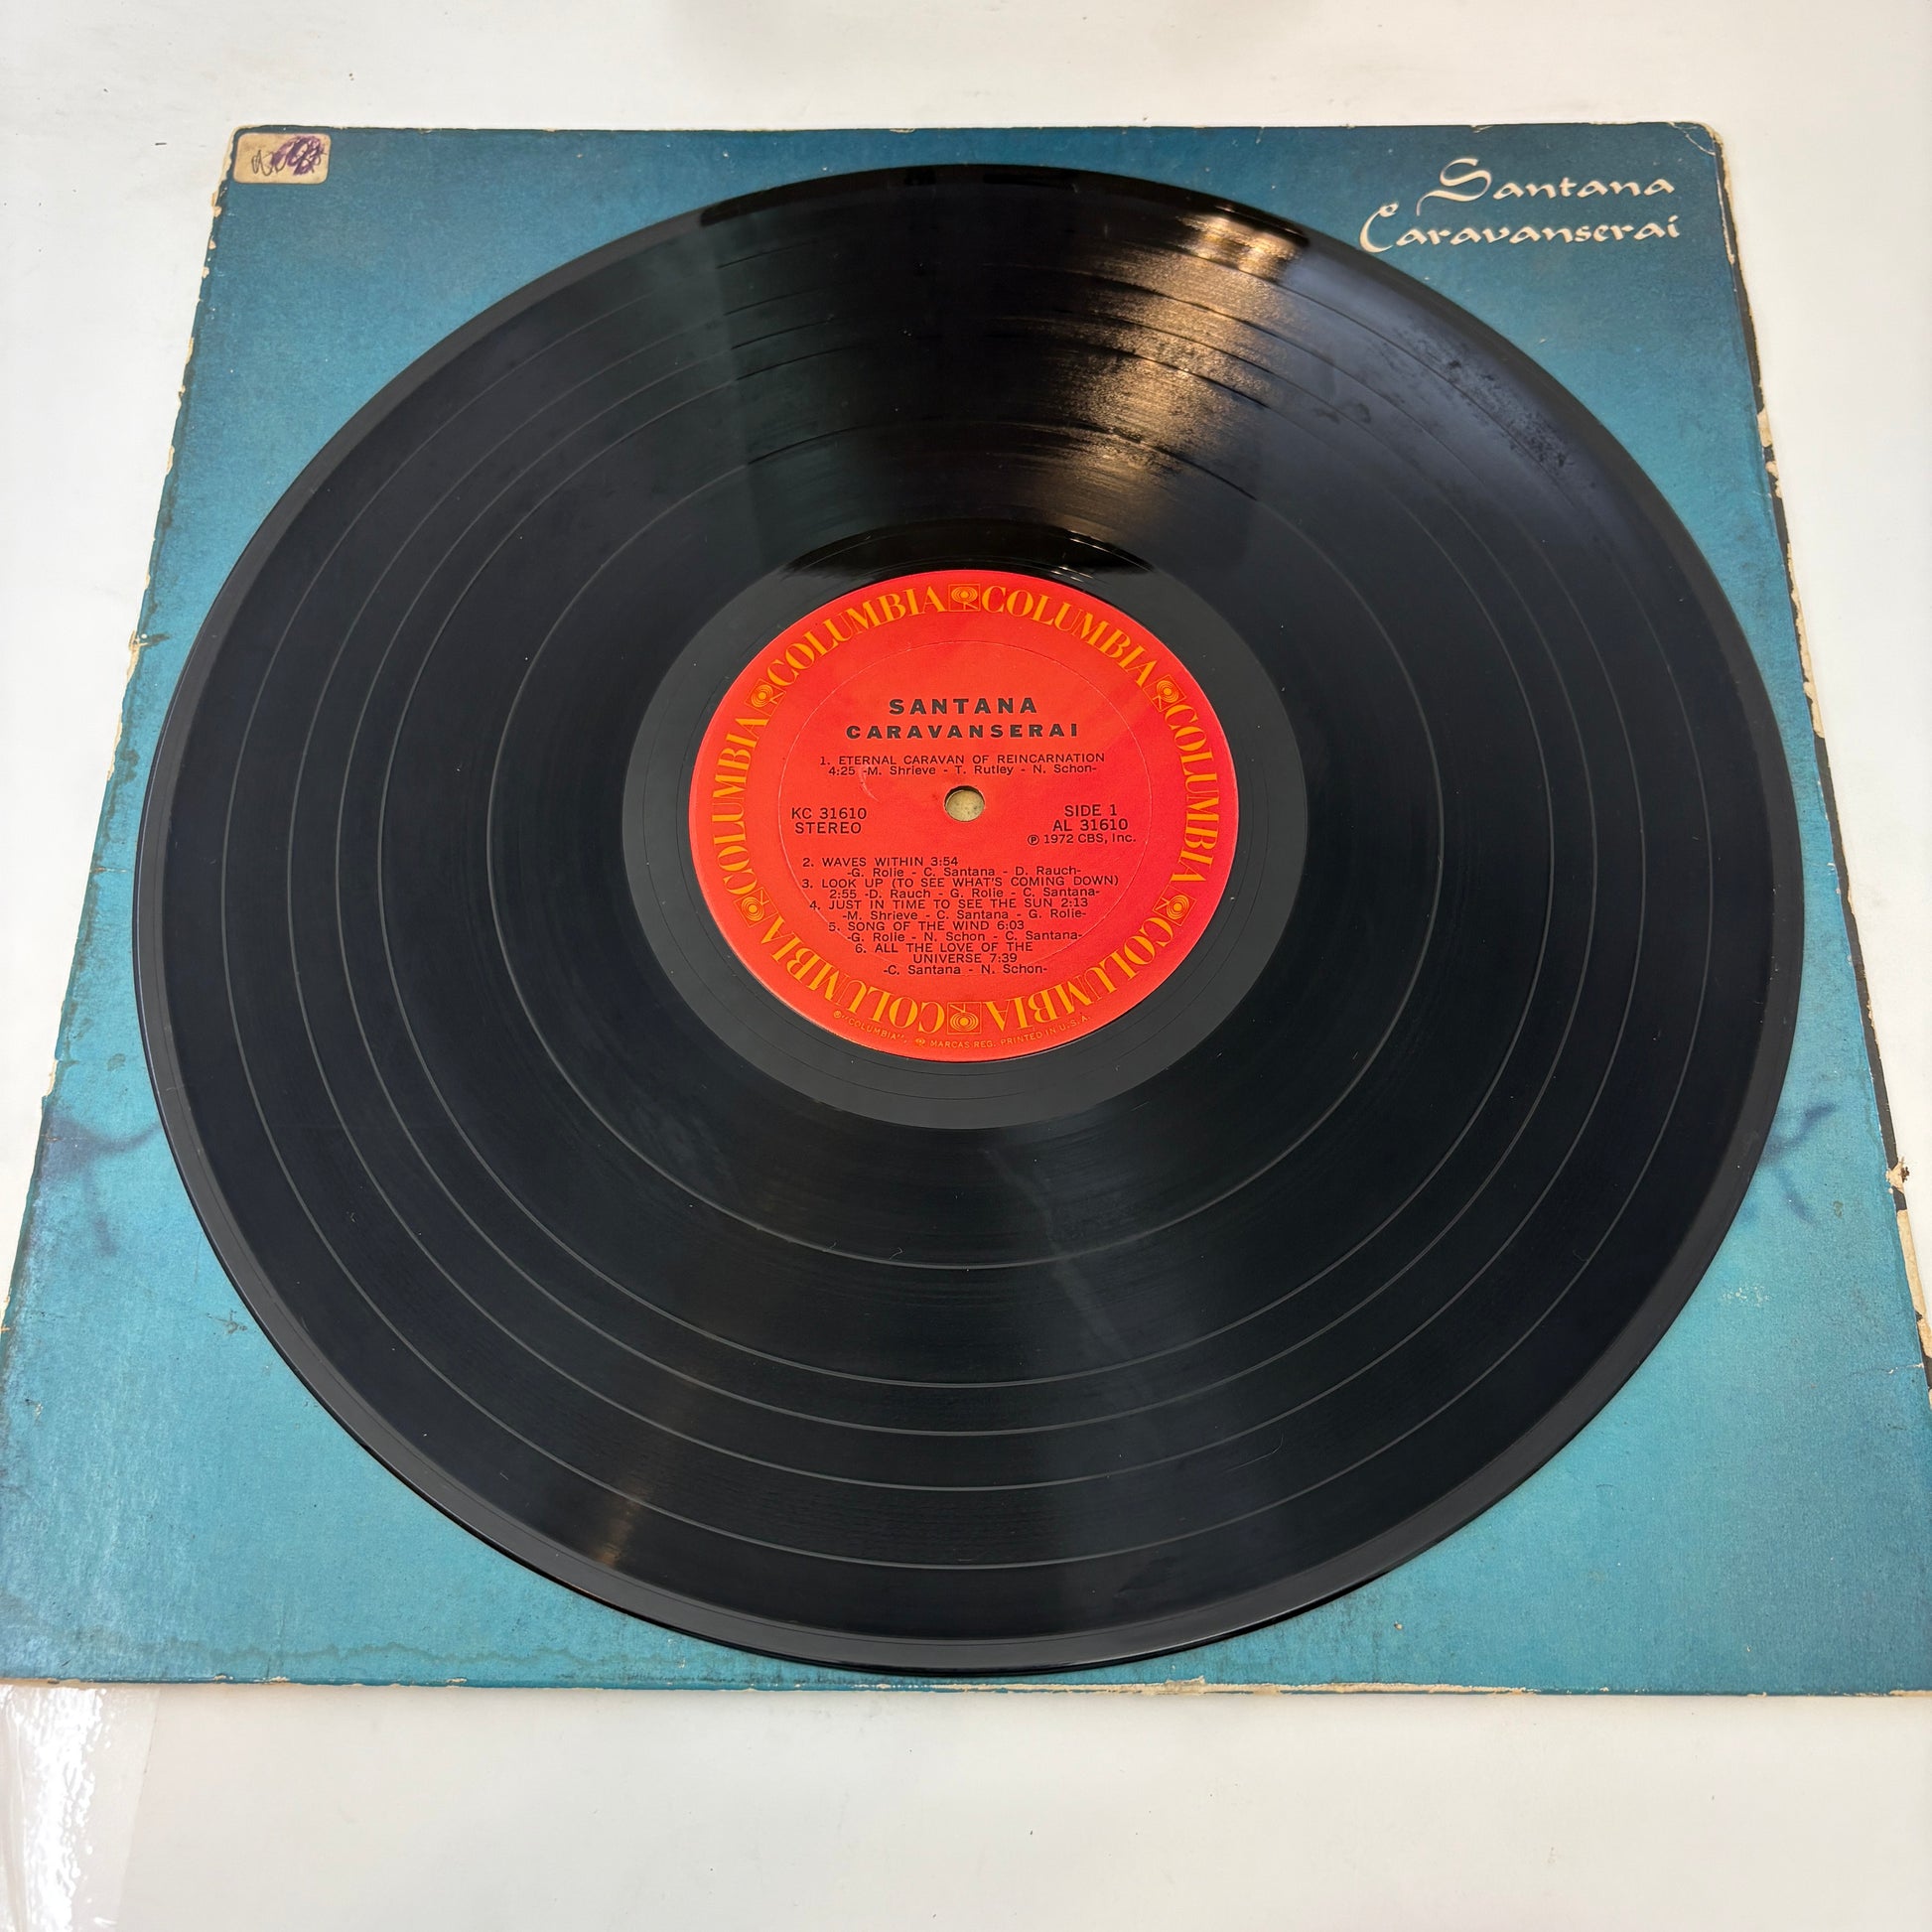 Santana
Caravanserai
COLUMBIA COLUMBIA COLUMBIA COLUMBIA COLUMBIA COLUMBIA
SANTANA
CARAVANSERAI
1. ETERNAL CARAVAN OF REINCARNATION
4:25 -M. Shrieve - T. Rutley - N. Schon-
KC 31610
STEREO
SIDE 1
AL 31610
℗ 1972 CBS, Inc.
2. WAVES WITHIN 3:54
-G. Rolie - C. Santana - D. Rauch-
3. LOOK UP (TO SEE WHAT'S COMING DOWN)
2:55 -D. Rauch - G. Rolie - C. Santana-
4. JUST IN TIME TO SEE THE SUN 2:13
-M. Shrieve - C. Santana - G. Rolie-
5. SONG OF THE WIND 6:03
-G. Rolie - N. Schon - C. Santana-
6. ALL THE LOVE OF THE
UNIVERSE 7:39
-C. Santana - N. Schon-
"COLUMBIA", MARCAS REG. PRINTED IN U.S.A.